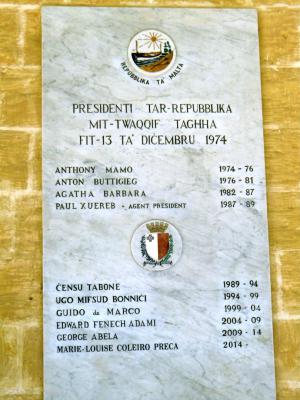 REPUBBLIKA TA' MALTA
PRESIDENTI TAR-REPUBBLIKA
MIT-TWAQQIF TAGHHA
FIT-13 TA' DIĊEMBRU 1974
ANTHONY MAMO 1974 - 76
ANTON BUTTIGIEG 1976 - 81
AGATHA BARBARA 1982 - 87
PAUL XUEREB - AGENT PRESIDENT 1987 - 89
ĊENSU TABONE 1989 - 94
UGO MIFSUD BONNIĊI 1994 - 99
GUIDO de MARCO 1999 - 04
EDWARD FENECH ADAMI 2004 - 09
GEORGE ABELA 2009 - 14
MARIE-LOUISE COLEIRO PRECA 2014 -